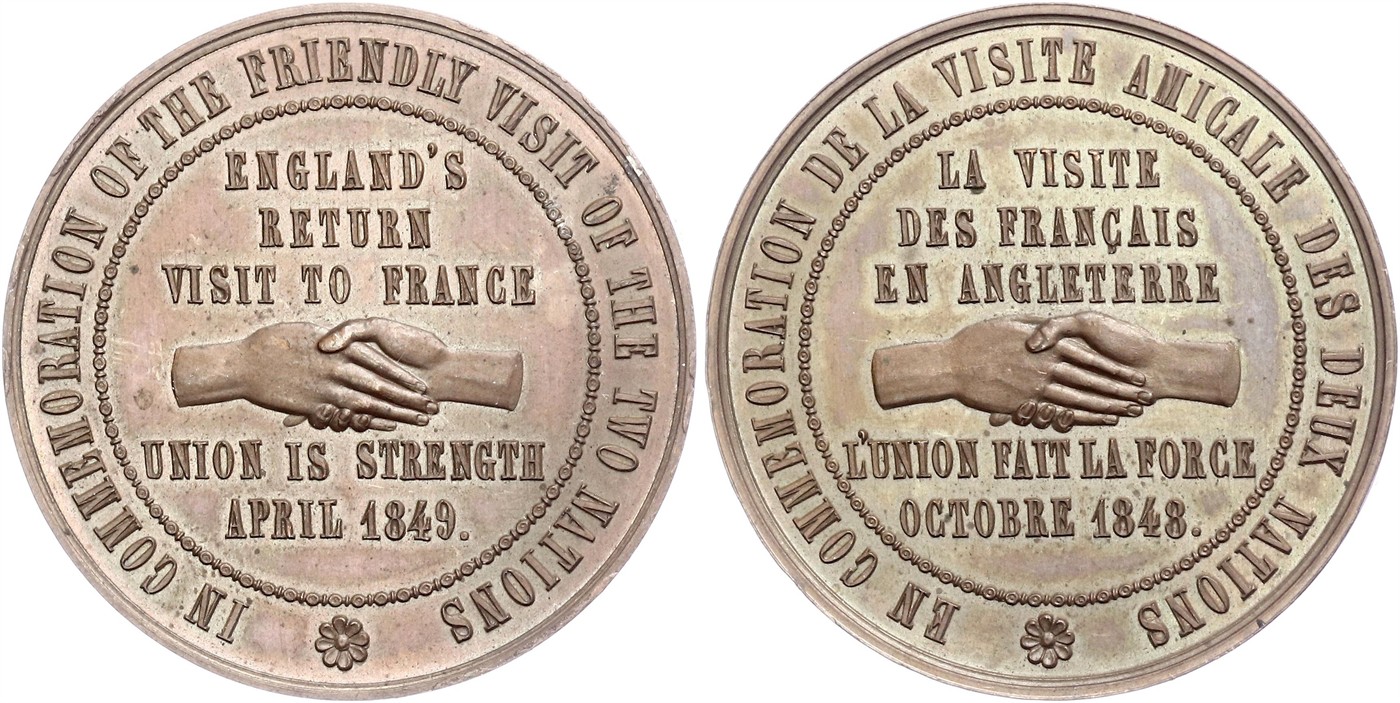 IN COMMEMORATION OF THE FRIENDLY VISIT OF THE TWO NATIONS
ENGLAND'S
RETURN
VISIT TO FRANCE
UNION IS STRENGTH
APRIL 1849.
EN COMMEMORATION DE LA VISITE AMICALE DES DEUX NATIONS
LA VISITE
DES FRANÇAIS
EN ANGLETERRE
L'UNION FAIT LA FORCE
OCTOBRE 1848.